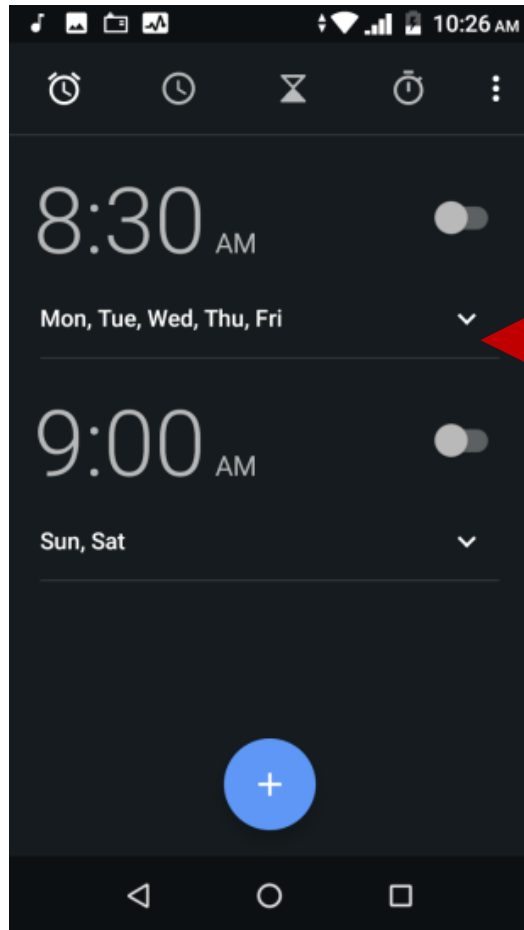 10:26 AM
8:30 AM
Mon, Tue, Wed, Thu, Fri
9:00 AM
Sun, Sat